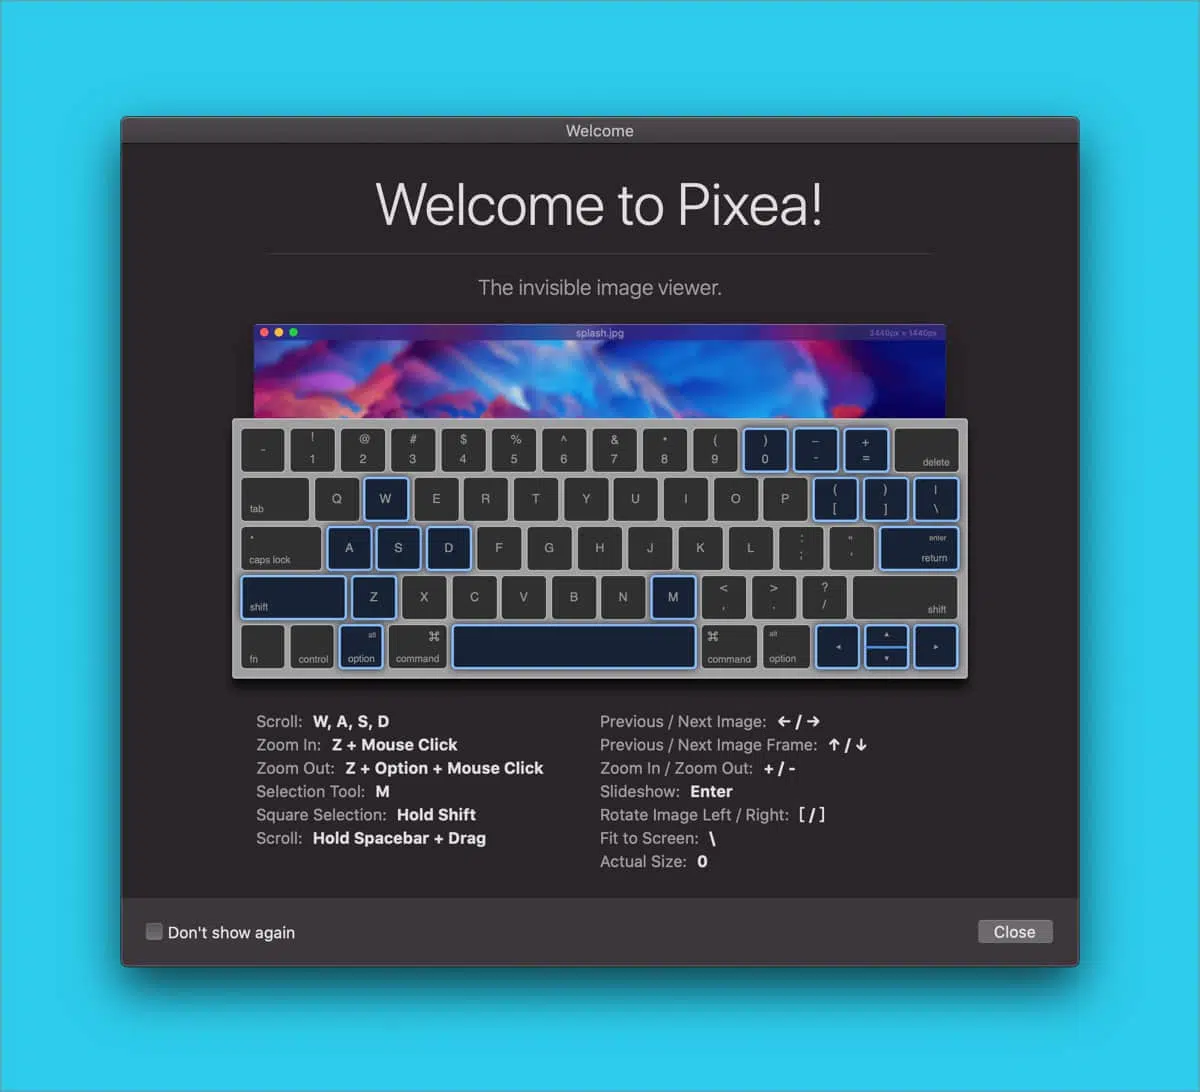 Welcome
Welcome to Pixea!
The invisible image viewer.
splash.jpg 3440px × 1440px
! @ # $ % ^ & * ( ) – +
- 1 2 3 4 5 6 7 8 9 0 - = delete
tab Q W E R T Y U I O P ( [ ) ] | \
caps lock A S D F G H J K L : ; " ' enter return
shift Z X C V B N M < , > . ? / shift
fn control alt option ⌘ command ⌘ command alt option ◂ ▴ ▾ ▸
Scroll: W, A, S, D
Zoom In: Z + Mouse Click
Zoom Out: Z + Option + Mouse Click
Selection Tool: M
Square Selection: Hold Shift
Scroll: Hold Spacebar + Drag
Previous / Next Image: ← / →
Previous / Next Image Frame: ↑ / ↓
Zoom In / Zoom Out: + / -
Slideshow: Enter
Rotate Image Left / Right: [ / ]
Fit to Screen: \
Actual Size: 0
Don't show again
Close